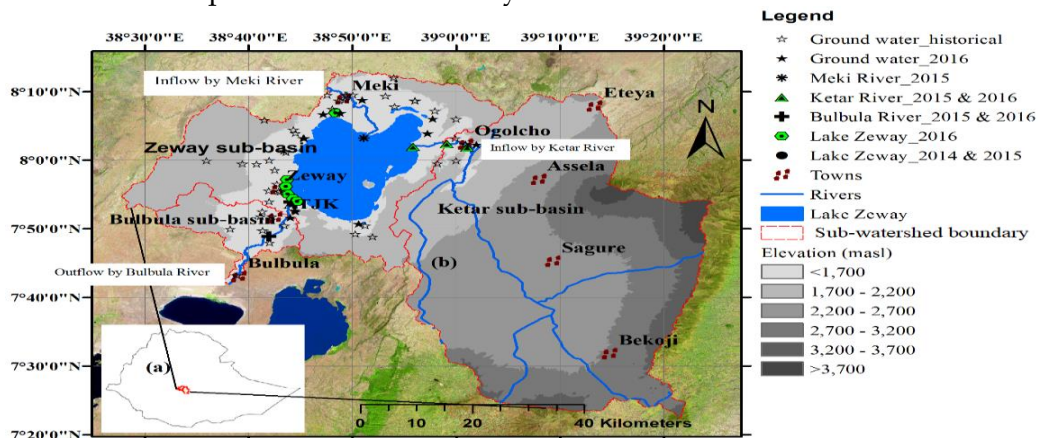 38°30'0"E 38°40'0"E 38°50'0"E 39°0'0"E 39°10'0"E 39°20'0"E
8°10'0"N
8°0'0"N
7°50'0"N
7°40'0"N
7°30'0"N
7°20'0"N
Inflow by Meki River
Meki
Eteya
N
Ogolcho
Inflow by Ketar River
Zeway sub-basin
Zeway
Assela
TJK
Ketar sub-basin
Bulbula sub-basin
Sagure
(b)
Bulbula
Outflow by Bulbula River
Bekoji
(a)
0 10 20 40 Kilometers
Legend
Ground water_historical
Ground water_2016
Meki River_2015
Ketar River_2015 & 2016
Bulbula River_2015 & 2016
Lake Zeway_2016
Lake Zeway_2014 & 2015
Towns
Rivers
Lake Zeway
Sub-watershed boundary
Elevation (masl)
<1,700
1,700 - 2,200
2,200 - 2,700
2,700 - 3,200
3,200 - 3,700
>3,700